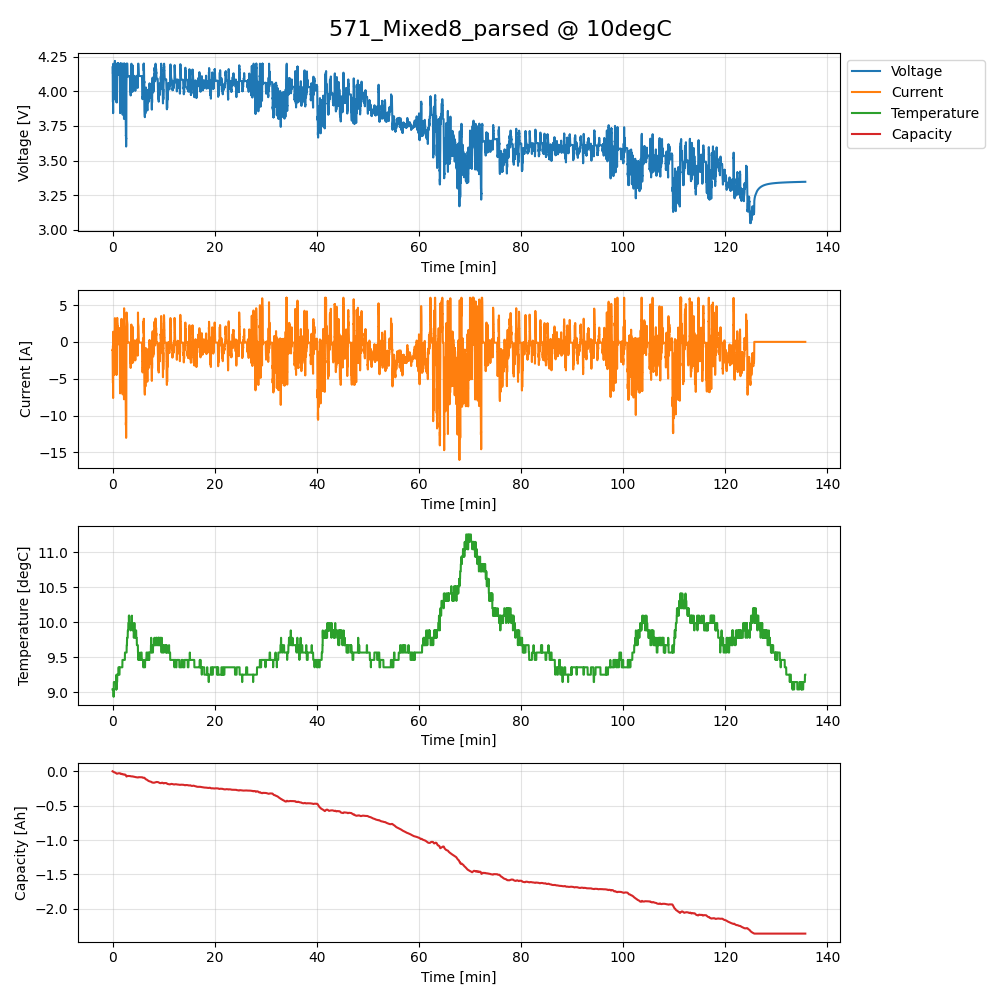 571_Mixed8_parsed @ 10degC
4.25
4.00
3.75
3.50
3.25
3.00
Voltage [V]
0 20 40 60 80 100 120 140
Time [min]
Voltage
Current
Temperature
Capacity
5
0
−5
−10
−15
Current [A]
0 20 40 60 80 100 120 140
Time [min]
11.0
10.5
10.0
9.5
9.0
Temperature [degC]
0 20 40 60 80 100 120 140
Time [min]
0.0
−0.5
−1.0
−1.5
−2.0
Capacity [Ah]
0 20 40 60 80 100 120 140
Time [min]